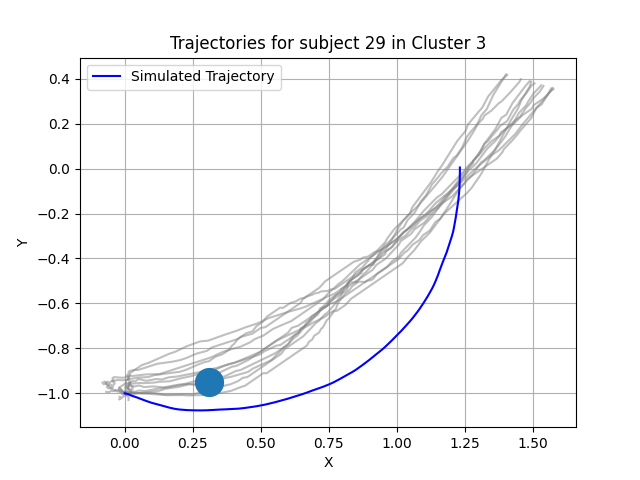 Trajectories for subject 29 in Cluster 3
Simulated Trajectory
0.4
0.2
0.0
−0.2
−0.4
−0.6
−0.8
−1.0
Y
0.00 0.25 0.50 0.75 1.00 1.25 1.50
X